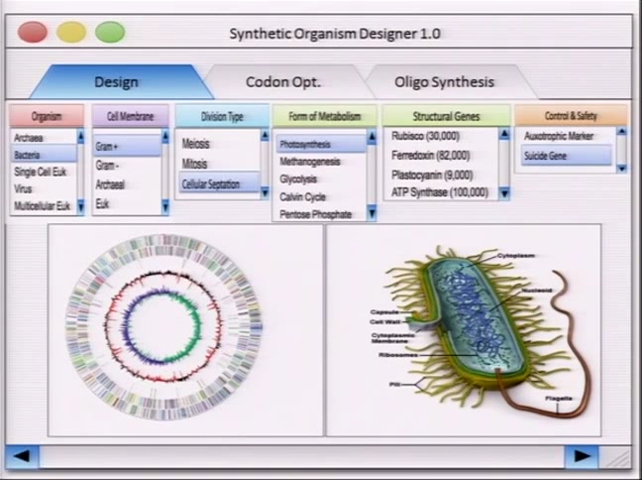 Synthetic Organism Designer 1.0
Design
Codon Opt.
Oligo Synthesis
Organism
Archaea
Bacteria
Single Cell Euk
Virus
Multicellular Euk
Cell Membrane
Gram +
Gram -
Archaeal
Euk
Division Type
Meiosis
Mitosis
Cellular Septation
Form of Metabolism
Photosynthesis
Methanogenesis
Glycolysis
Calvin Cycle
Pentose Phosphate
Structural Genes
Rubisco (30,000)
Ferredoxin (82,000)
Plastocyanin (9,000)
ATP Synthase (100,000)
Control & Safety
Auxotrophic Marker
Suicide Gene
Cytoplasm
Nucleoid
Capsule
Cell Wall
Cytoplasmic
Membrane
Ribosomes
Pili
Flagella